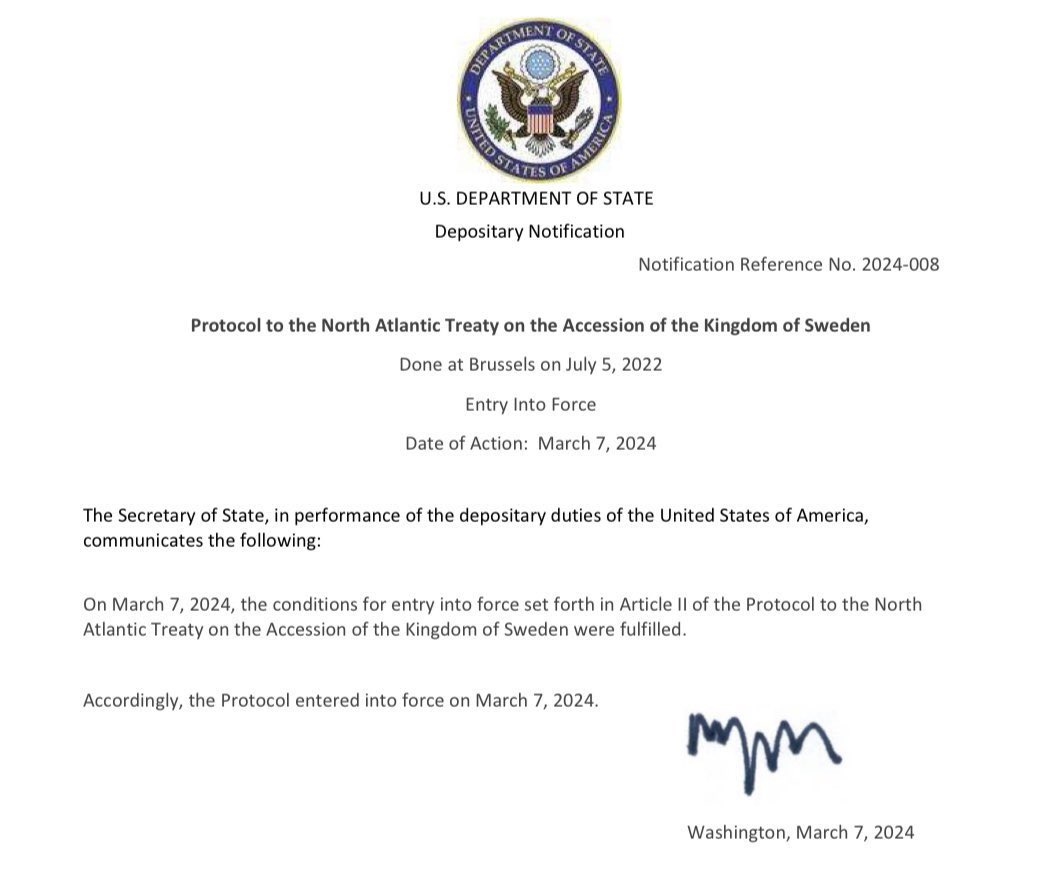 DEPARTMENT OF STATE
UNITED STATES OF AMERICA
U.S. DEPARTMENT OF STATE
Depositary Notification
Notification Reference No. 2024-008
Protocol to the North Atlantic Treaty on the Accession of the Kingdom of Sweden
Done at Brussels on July 5, 2022
Entry Into Force
Date of Action:  March 7, 2024
The Secretary of State, in performance of the depositary duties of the United States of America,
communicates the following:
On March 7, 2024, the conditions for entry into force set forth in Article II of the Protocol to the North
Atlantic Treaty on the Accession of the Kingdom of Sweden were fulfilled.
Accordingly, the Protocol entered into force on March 7, 2024.
Washington, March 7, 2024